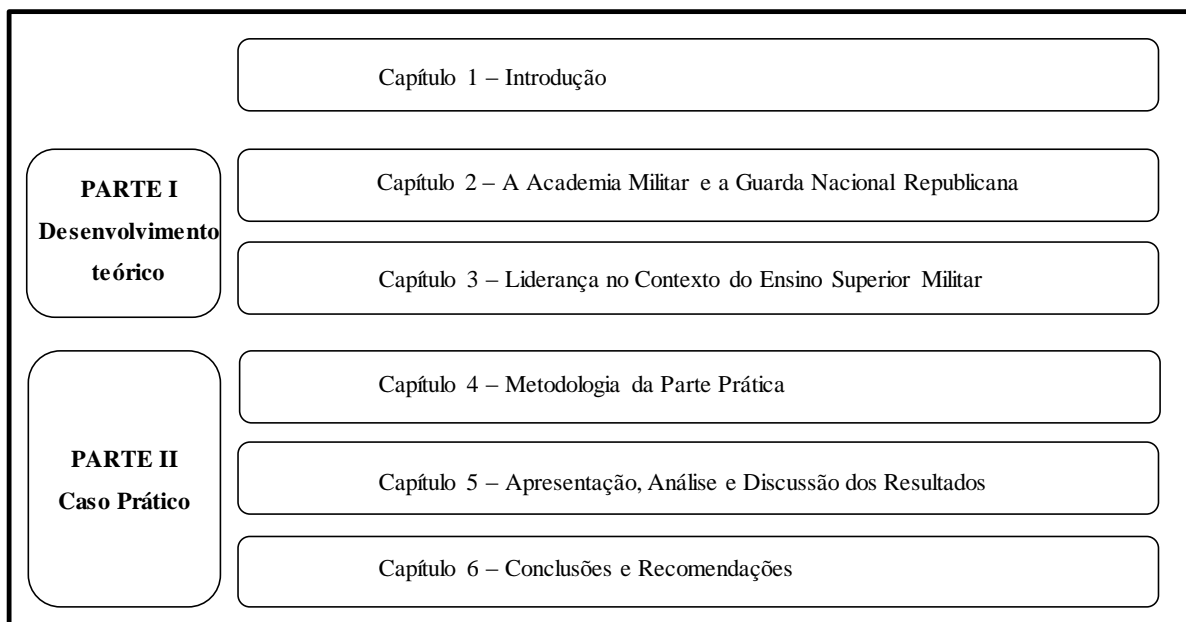 Capítulo 1 – Introdução
PARTE I
Desenvolvimento
teórico
Capítulo 2 – A Academia Militar e a Guarda Nacional Republicana
Capítulo 3 – Liderança no Contexto do Ensino Superior Militar
PARTE II
Caso Prático
Capítulo 4 – Metodologia da Parte Prática
Capítulo 5 – Apresentação, Análise e Discussão dos Resultados
Capítulo 6 – Conclusões e Recomendações